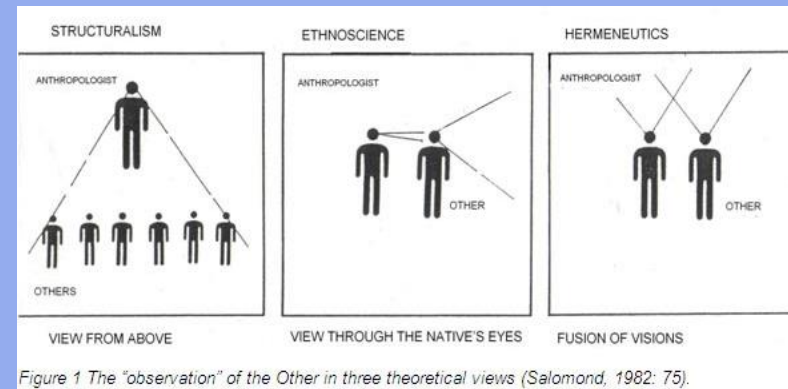 STRUCTURALISM
ANTHROPOLOGIST
OTHERS
VIEW FROM ABOVE
ETHNOSCIENCE
ANTHROPOLOGIST
OTHER
VIEW THROUGH THE NATIVE'S EYES
HERMENEUTICS
ANTHROPOLOGIST
OTHER
FUSION OF VISIONS
Figure 1 The "observation" of the Other in three theoretical views (Salomond, 1982: 75).